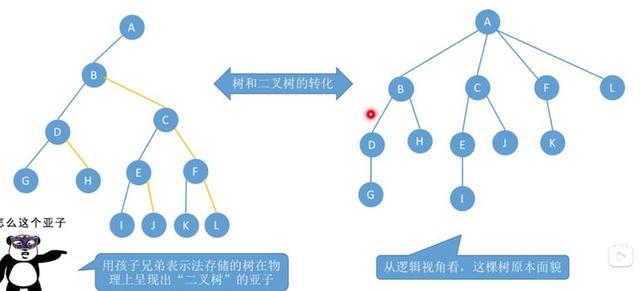 A
B
C
D
E
F
G
H
I
J
K
L
树和二叉树的转化
A
B
C
F
L
D
H
E
J
K
G
I
怎么这个亚子
用孩子兄弟表示法存储的树在物
理上呈现出“二叉树”的亚子
从逻辑视角看，这棵树原本面貌